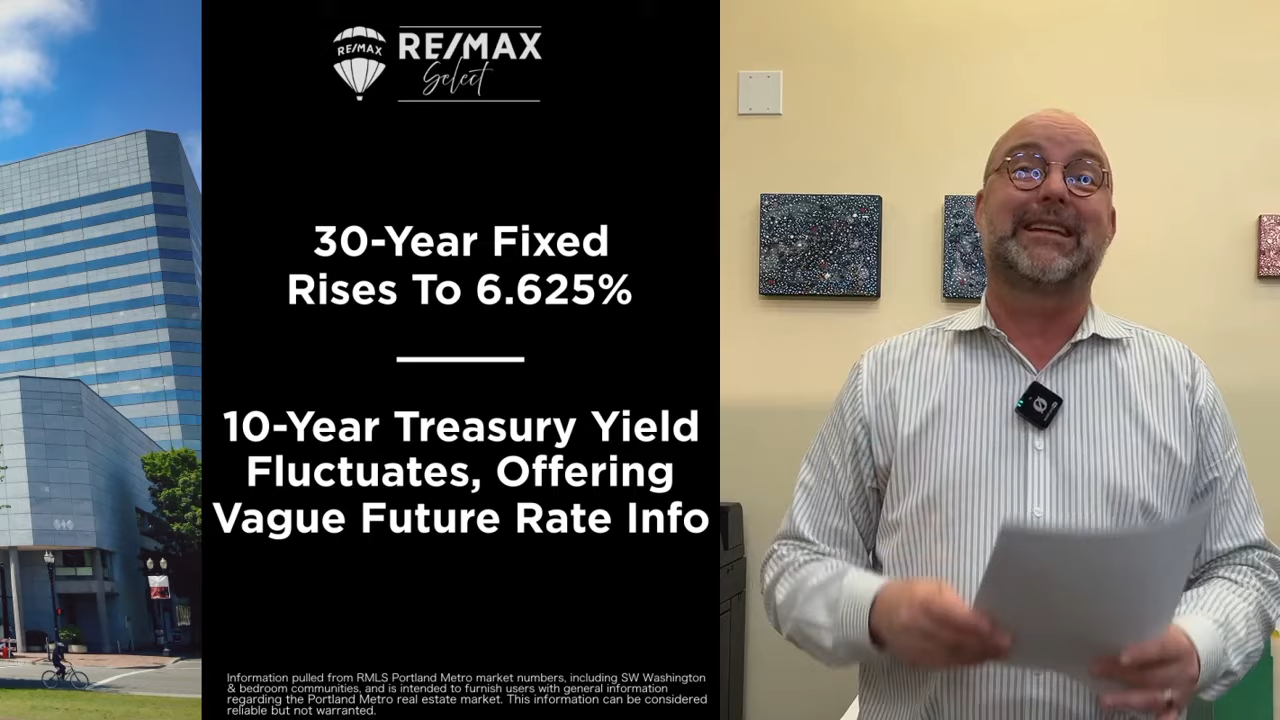 RE/MAX
RE/MAX
Select
30-Year Fixed
Rises To 6.625%
10-Year Treasury Yield
Fluctuates, Offering
Vague Future Rate Info
Information pulled from RMLS Portland Metro market numbers, including SW Washington
& bedroom communities, and is intended to furnish users with general information
regarding the Portland Metro real estate market. This information can be considered
reliable but not warranted.